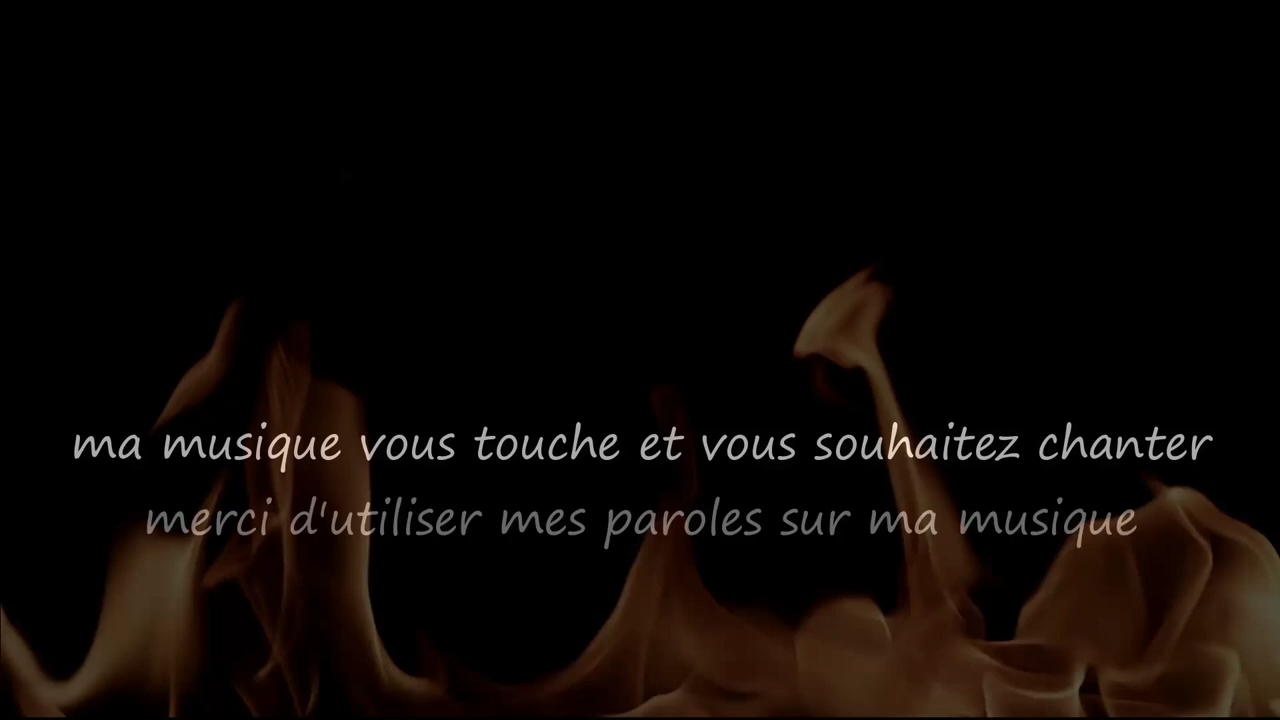 ma musique vous touche et vous souhaitez chanter
merci d'utiliser mes paroles sur ma musique